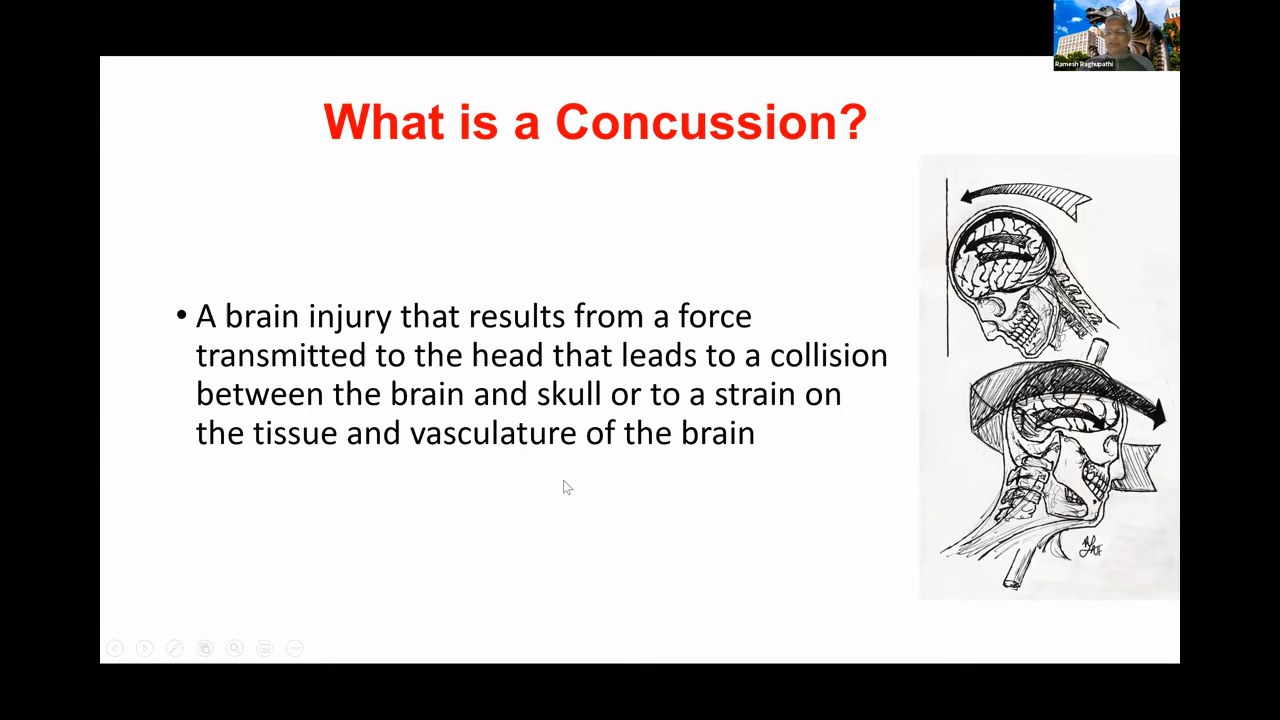 Ramesh Raghupathi
What is a Concussion?
• A brain injury that results from a force
transmitted to the head that leads to a collision
between the brain and skull or to a strain on
the tissue and vasculature of the brain